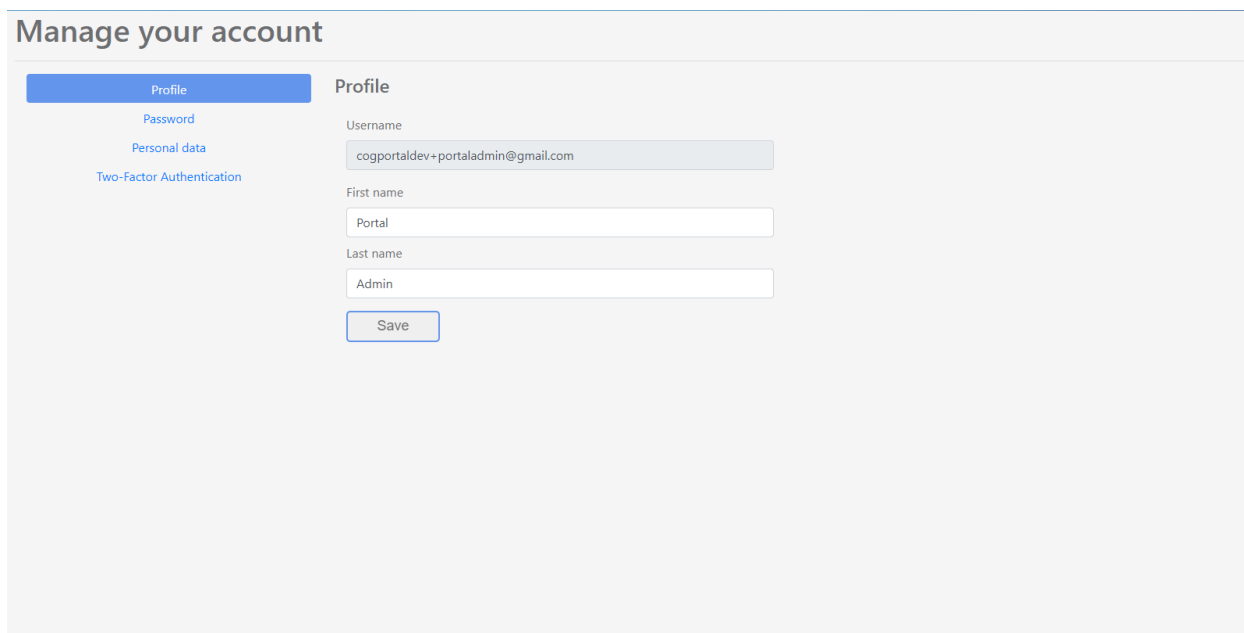 Manage your account
Profile
Password
Personal data
Two-Factor Authentication
Profile
Username
cogportaldev+portaladmin@gmail.com
First name
Portal
Last name
Admin
Save